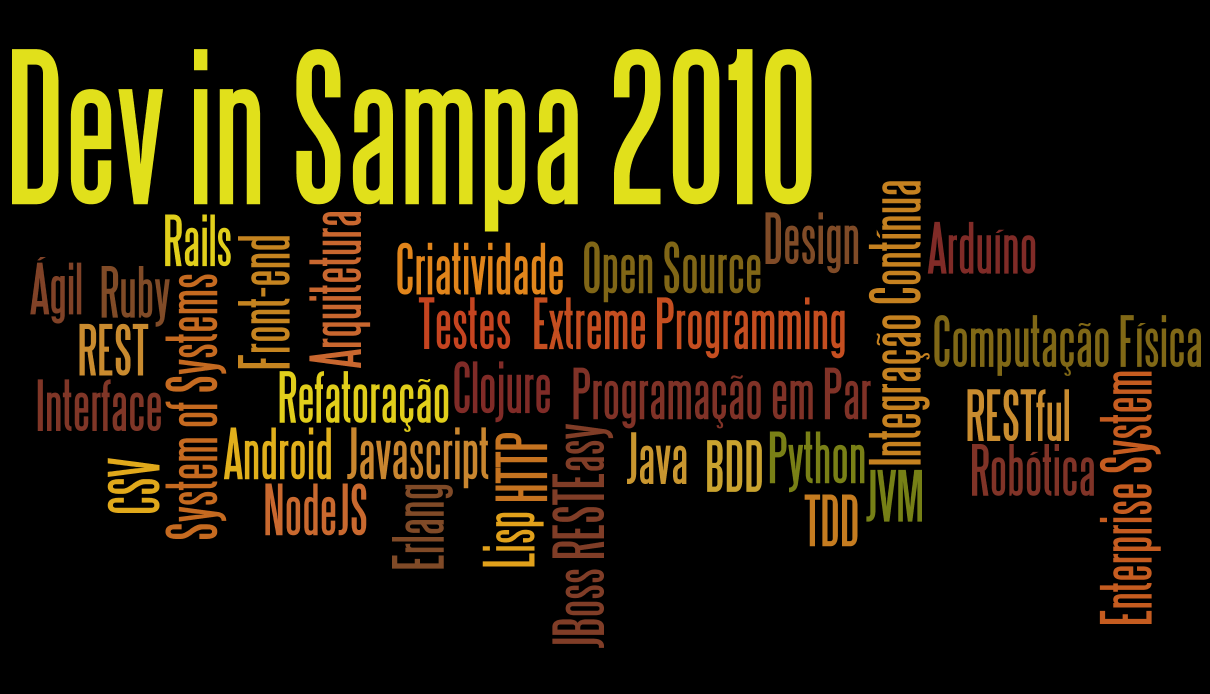 Dev in Sampa 2010
Rails
Front-end
Arquitetura
Criatividade
Open Source
Design
Integração Contínua
Arduíno
Ágil
Ruby
System of Systems
Testes
Extreme Programming
Computação Física
REST
Interface
Refatoração
Clojure
Programação em Par
RESTful
Enterprise System
Android
Javascript
Lisp
HTTP
JBoss RESTEasy
Java
BDD
Python
Robótica
CSV
NodeJS
Erlang
TDD
JVM